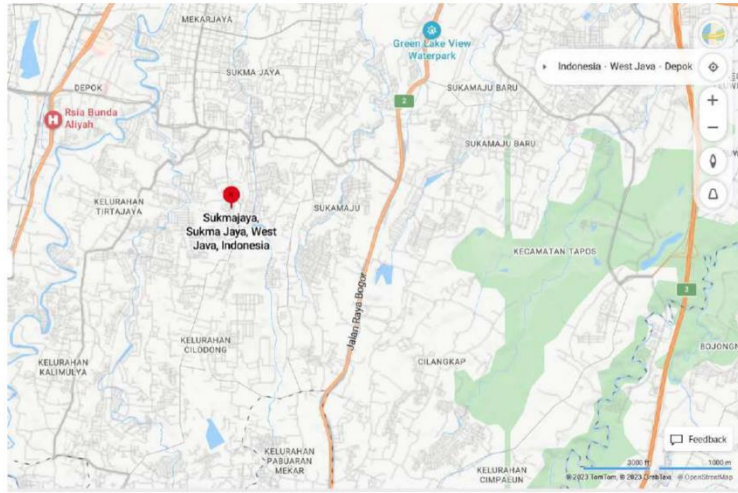 MEKARJAYA
Green Lake View
Waterpark
Indonesia · West Java · Depok
SUKMA JAYA
DEPOK
2
SUKAMAJU BARU
H
Rsia Bunda
Aliyah
SUKAMAJU BARU
KELURAHAN
TIRTAJAYA
SUKAMAJU
Sukmajaya,
Sukma Jaya, West
Java, Indonesia
KECAMATAN TAPOS
3
Jalan Raya Bogor
KELURAHAN
CILODONG
BOJONG
CILANGKAP
KELURAHAN
KALIMULYA
Feedback
KELURAHAN
PABUARAN
MEKAR
KELURAHAN
CIMPAEUN
1000 m
© 2023 TomTom, © 2023
© OpenStreetMap